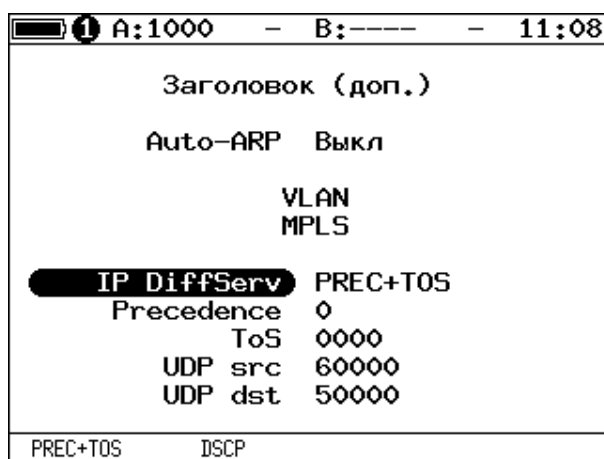 1 A:1000 – B:---- – 11:08
Заголовок (доп.)
Auto-ARP Выкл
VLAN
MPLS
IP DiffServ PREC+TOS
Precedence 0
ToS 0000
UDP src 60000
UDP dst 50000
PREC+TOS DSCP